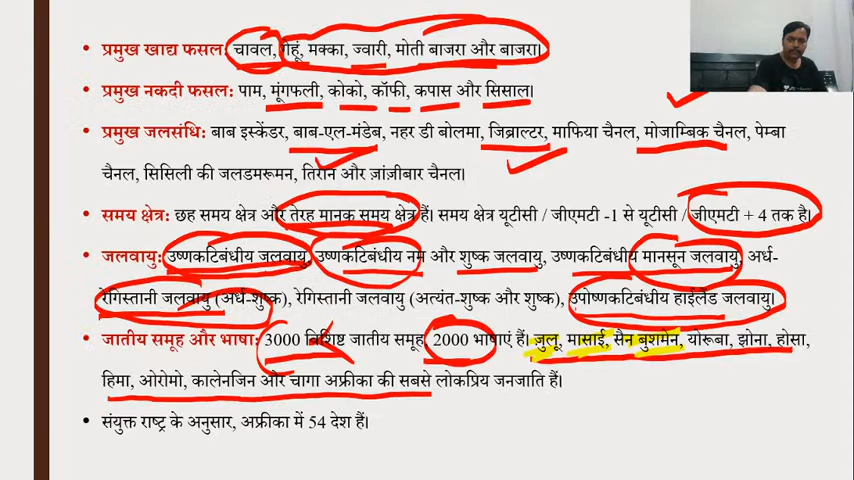 • प्रमुख खाद्य फसल: चावल, गेहूं, मक्का, ज्वारी, मोती बाजरा और बाजरा।
• प्रमुख नकदी फसल: पाम, मूंगफली, कोको, कॉफी, कपास और सिसाल।
• प्रमुख जलसंधि: बाब इस्केंडर, बाब-एल-मंडेब, नहर डी बोलमा, जिब्राल्टर, माफिया चैनल, मोजाम्बिक चैनल, पेम्बा
चैनल, सिसिली की जलडमरूमन, तिरान और ज़ांज़ीबार चैनल।
• समय क्षेत्र: छह समय क्षेत्र और तेरह मानक समय क्षेत्र हैं। समय क्षेत्र यूटीसी / जीएमटी -1 से यूटीसी / जीएमटी + 4 तक है।
• जलवायु: उष्णकटिबंधीय जलवायु, उष्णकटिबंधीय नम और शुष्क जलवायु, उष्णकटिबंधीय मानसून जलवायु, अर्ध-
रेगिस्तानी जलवायु (अर्ध-शुष्क), रेगिस्तानी जलवायु (अत्यंत-शुष्क और शुष्क), उपोष्णकटिबंधीय हाईलैंड जलवायु।
• जातीय समूह और भाषा: 3000 विशिष्ट जातीय समूह, 2000 भाषाएं हैं। जुलू, मासाई, सैन बुशमेन, योरूबा, झोना, होसा,
हिमा, ओरोमो, कालेनजिन और चागा अफ्रीका की सबसे लोकप्रिय जनजाति हैं।
• संयुक्त राष्ट्र के अनुसार, अफ्रीका में 54 देश हैं।